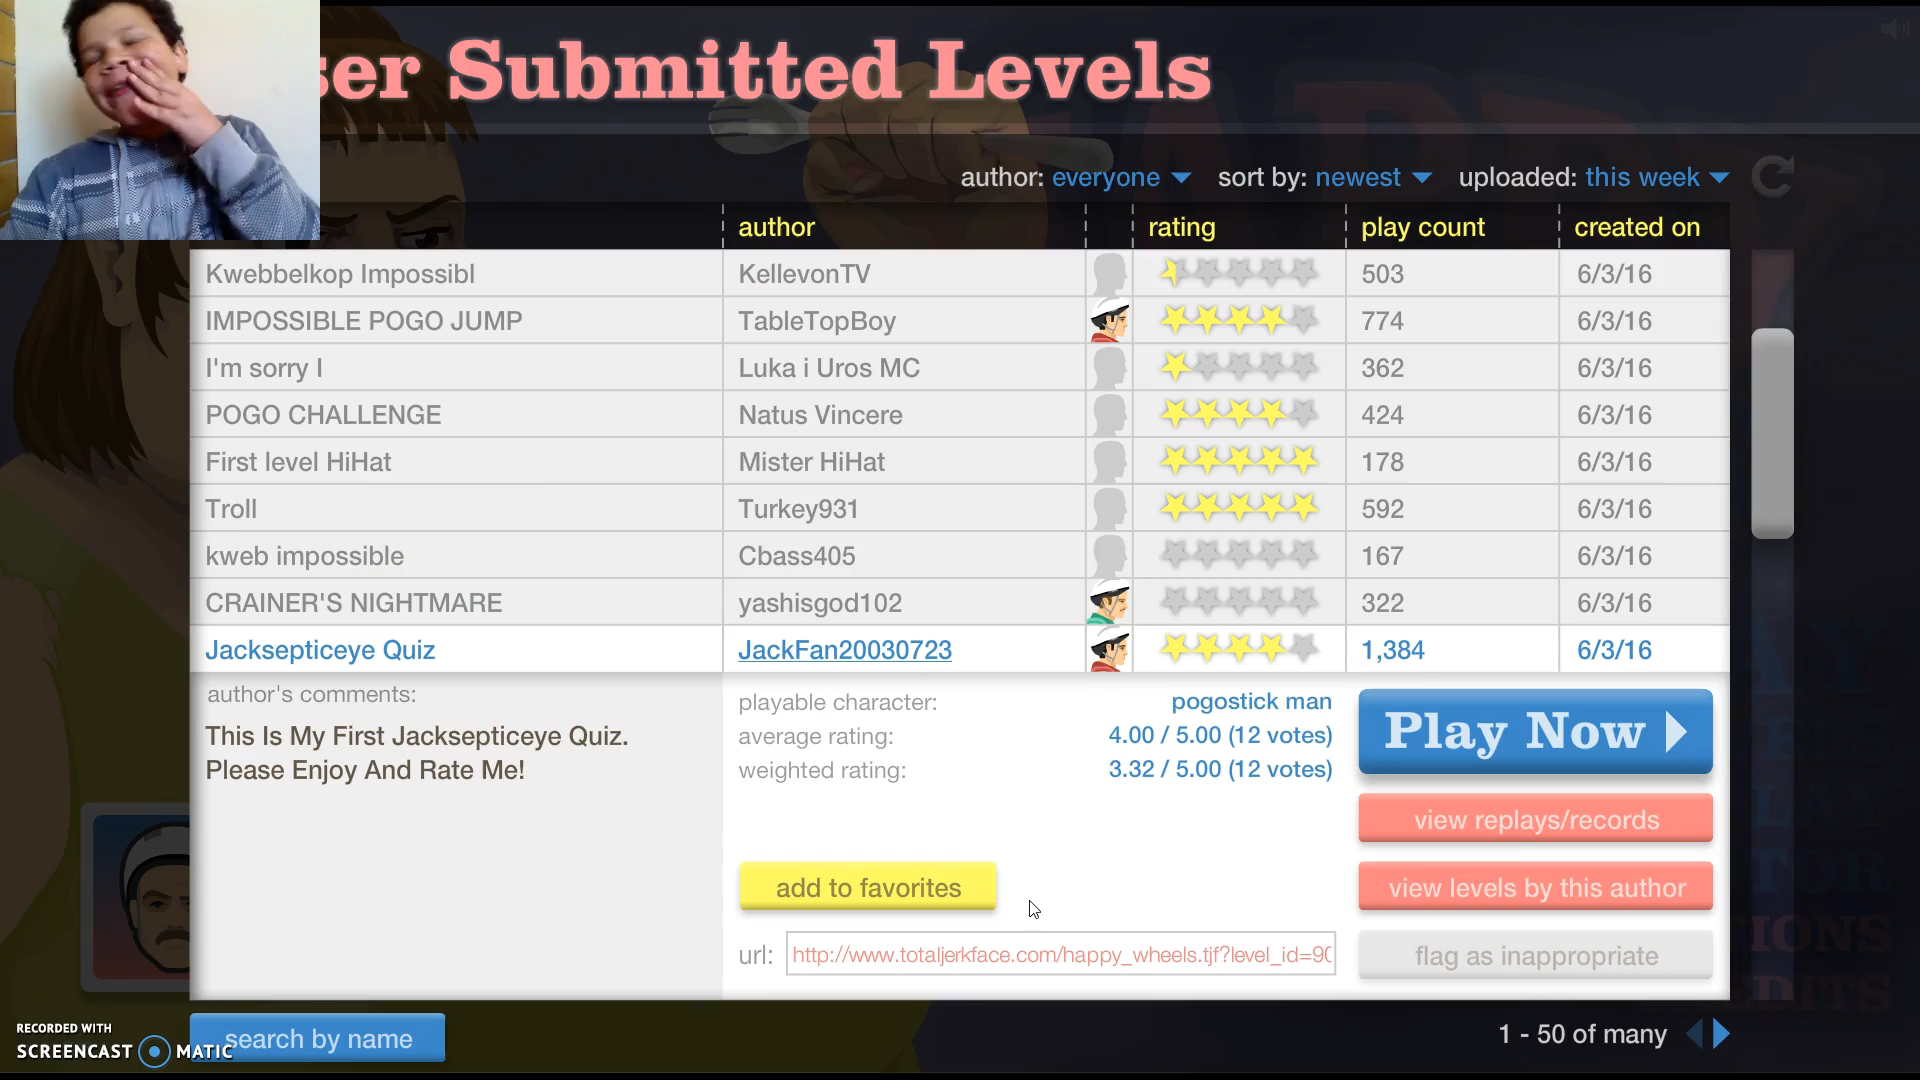 ser Submitted Levels
author: everyone sort by: newest uploaded: this week
author rating play count created on
Kwebbelkop Impossibl KellevonTV 503 6/3/16
IMPOSSIBLE POGO JUMP TableTopBoy 774 6/3/16
I'm sorry I Luka i Uros MC 362 6/3/16
POGO CHALLENGE Natus Vincere 424 6/3/16
First level HiHat Mister HiHat 178 6/3/16
Troll Turkey931 592 6/3/16
kweb impossible Cbass405 167 6/3/16
CRAINER'S NIGHTMARE yashisgod102 322 6/3/16
Jacksepticeye Quiz JackFan20030723 1,384 6/3/16
author's comments:
This Is My First Jacksepticeye Quiz.
Please Enjoy And Rate Me!
playable character: pogostick man
average rating: 4.00 / 5.00 (12 votes)
weighted rating: 3.32 / 5.00 (12 votes)
Play Now
view replays/records
add to favorites
view levels by this author
url: http://www.totaljerkface.com/happy_wheels.tjf?level_id=90
flag as inappropriate
search by name
1 - 50 of many
RECORDED WITH
SCREENCAST MATIC